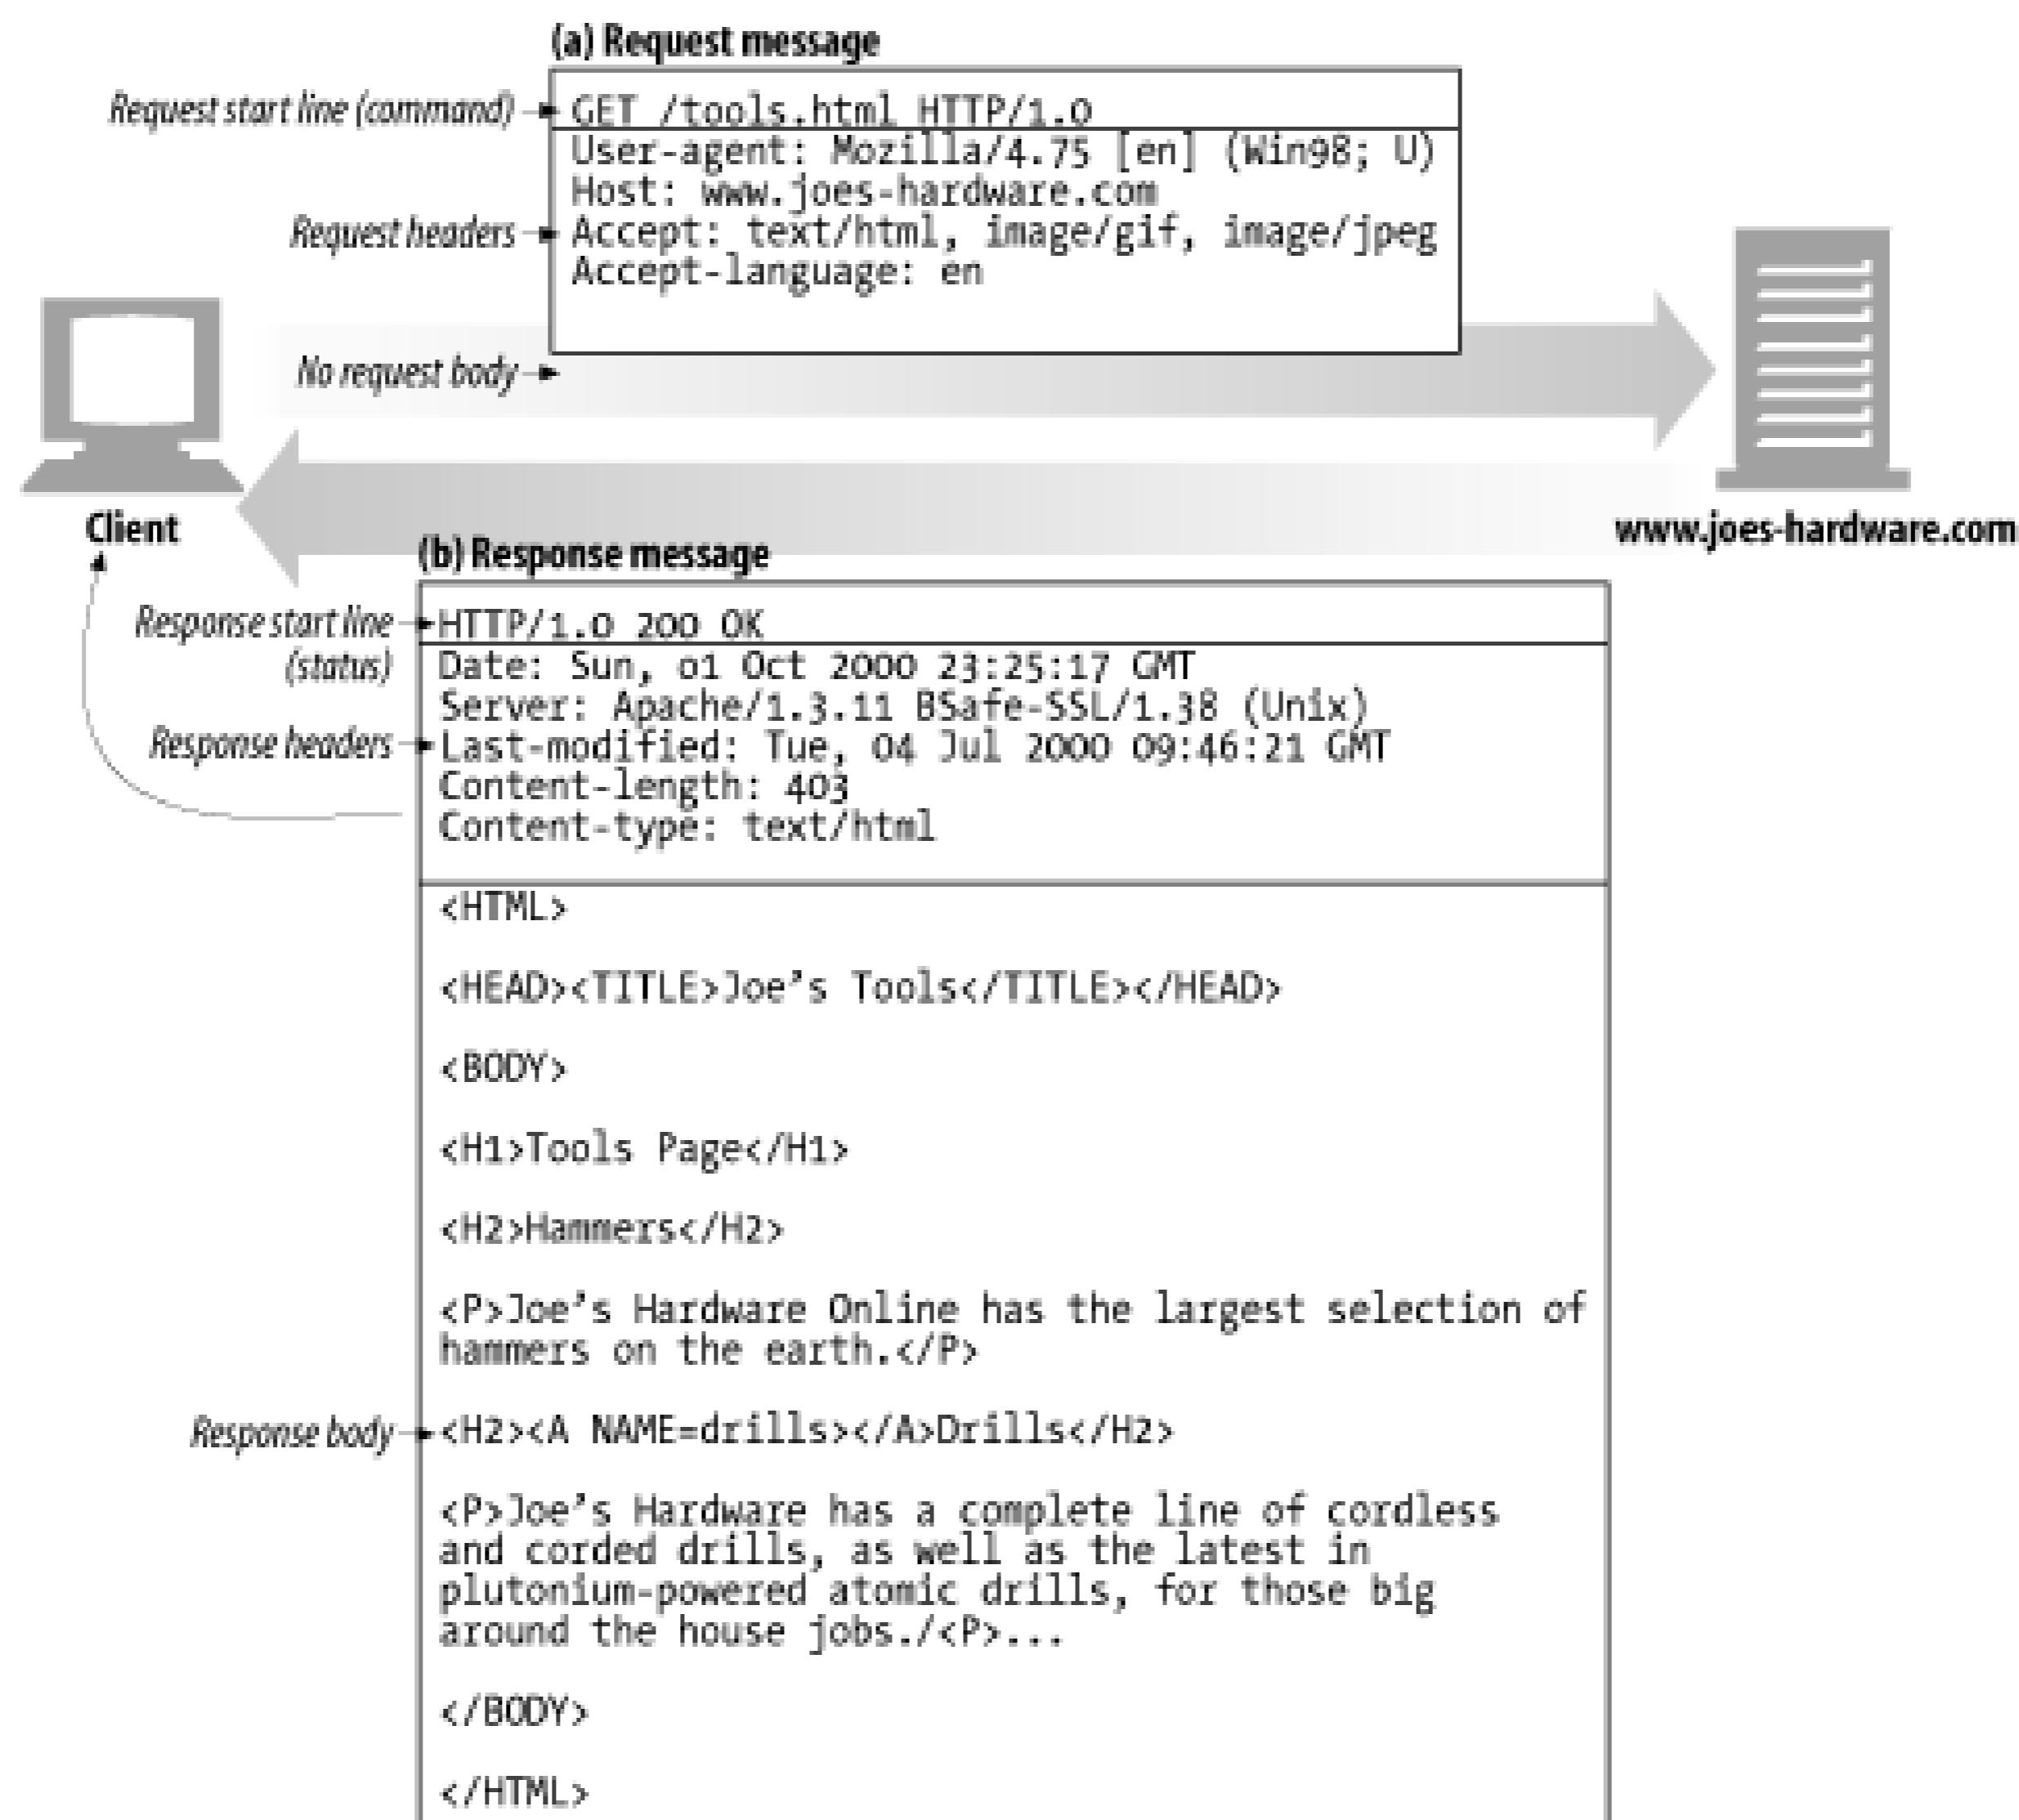 (a) Request message
Request start line (command)
GET /tools.html HTTP/1.0
User-agent: Mozilla/4.75 [en] (Win98; U)
Host: www.joes-hardware.com
Request headers
Accept: text/html, image/gif, image/jpeg
Accept-language: en
No request body
Client
www.joes-hardware.com
(b) Response message
Response start line
(status)
HTTP/1.0 200 OK
Date: Sun, 01 Oct 2000 23:25:17 GMT
Server: Apache/1.3.11 BSafe-SSL/1.38 (Unix)
Response headers
Last-modified: Tue, 04 Jul 2000 09:46:21 GMT
Content-length: 403
Content-type: text/html
<HTML>
<HEAD><TITLE>Joe's Tools</TITLE></HEAD>
<BODY>
<H1>Tools Page</H1>
<H2>Hammers</H2>
<P>Joe's Hardware Online has the largest selection of
hammers on the earth.</P>
Response body
<H2><A NAME=drills></A>Drills</H2>
<P>Joe's Hardware has a complete line of cordless
and corded drills, as well as the latest in
plutonium-powered atomic drills, for those big
around the house jobs./<P>...
</BODY>
</HTML>